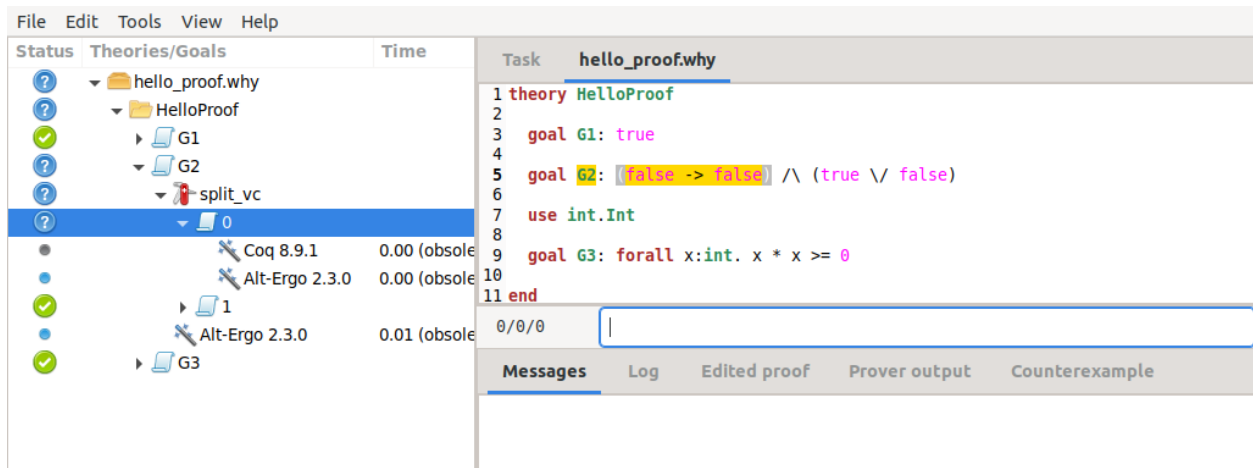 File Edit Tools View Help
Status Theories/Goals Time
hello_proof.why
HelloProof
G1
G2
split_vc
0
Coq 8.9.1 0.00 (obsole
Alt-Ergo 2.3.0 0.00 (obsole
1
Alt-Ergo 2.3.0 0.01 (obsole
G3
Task hello_proof.why
1 theory HelloProof
2
3 goal G1: true
4
5 goal G2: (false -> false) /\ (true \/ false)
6
7 use int.Int
8
9 goal G3: forall x:int. x * x >= 0
10
11 end
0/0/0
Messages Log Edited proof Prover output Counterexample